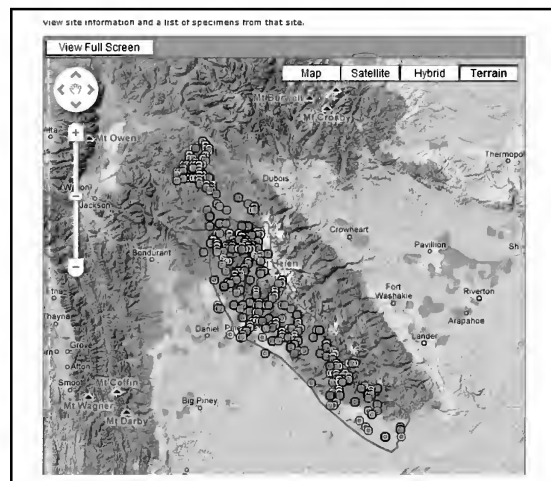 View site information and a list of specimens from that site.
View Full Screen
Map Satellite Hybrid Terrain
Mt Crosby
Mt Owen
Thermopol
Dubois
Jackson
Crowheart
Bondurant
Pavillion
Sh
Fort
Washakie
Riverton
Arapahoe
Daniel
Lander
Thayne
Grove
Afton
Smoot
Mt Coffin
Big Piney
Mt Wagner
Mt Darby